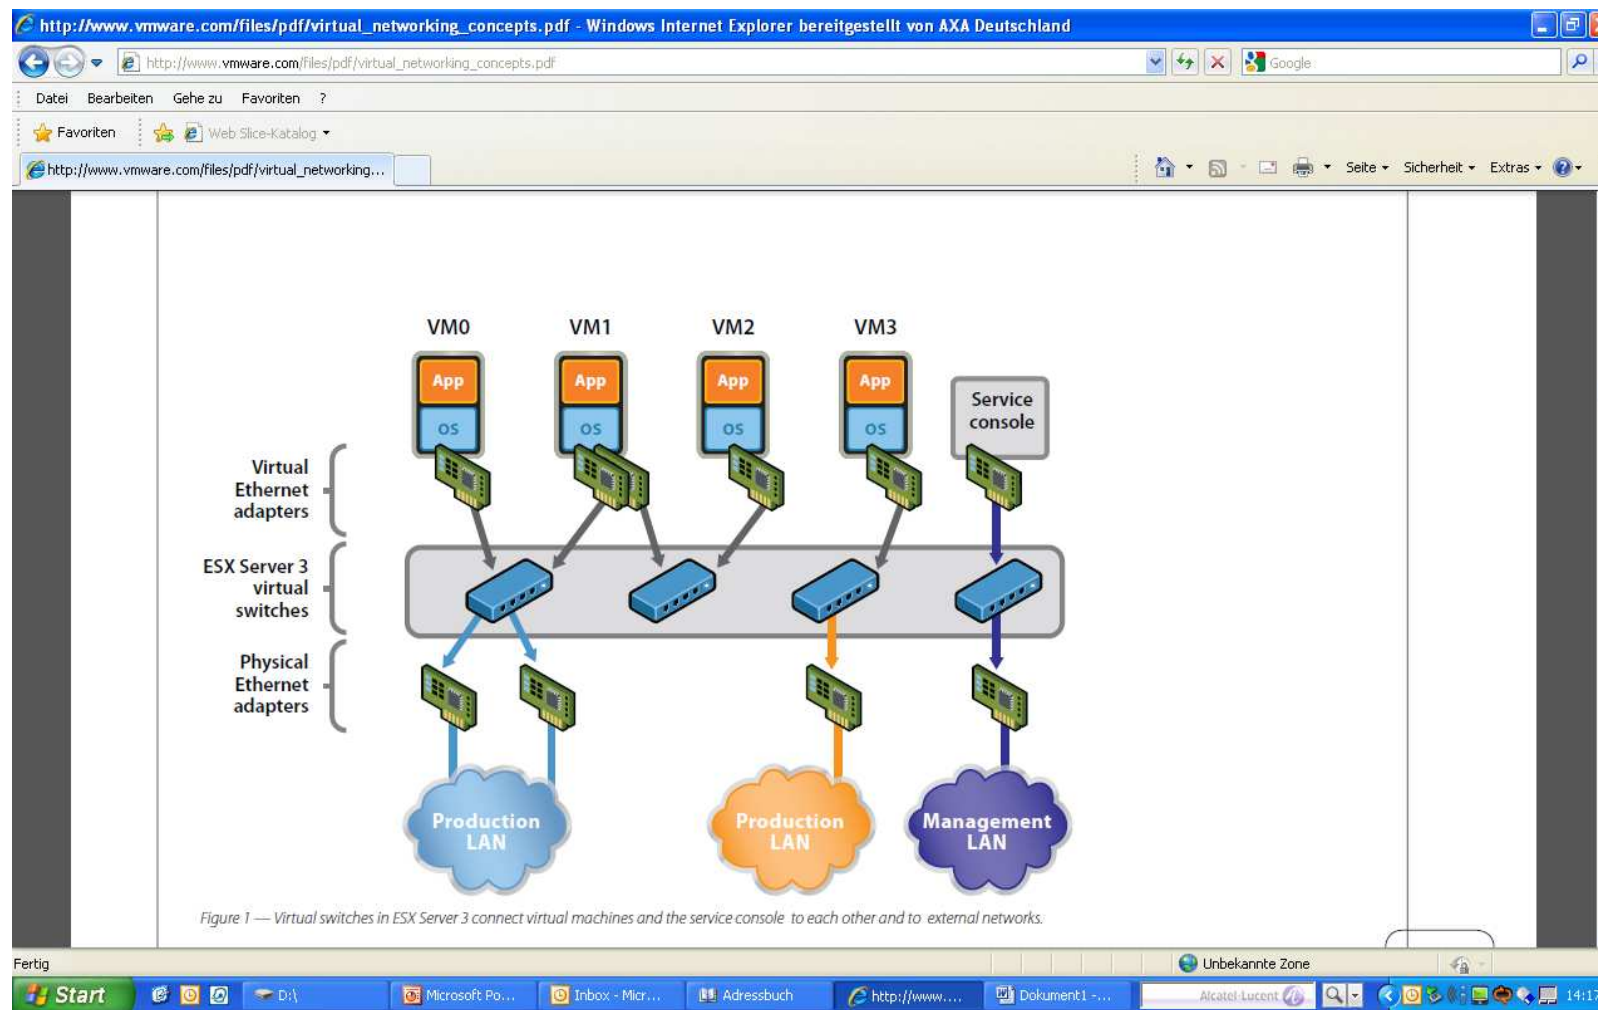 http://www.vmware.com/files/pdf/virtual_networking_concepts.pdf - Windows Internet Explorer bereitgestellt von AXA Deutschland
http://www.vmware.com/files/pdf/virtual_networking_concepts.pdf
Google
Datei Bearbeiten Gehe zu Favoriten ?
Favoriten Web Slice-Katalog
http://www.vmware.com/files/pdf/virtual_networking...
Seite Sicherheit Extras
VM0 VM1 VM2 VM3
App App App App
OS OS OS OS
Service
console
Virtual
Ethernet
adapters
ESX Server 3
virtual
switches
Physical
Ethernet
adapters
Production
LAN
Production
LAN
Management
LAN
Figure 1 — Virtual switches in ESX Server 3 connect virtual machines and the service console to each other and to external networks.
Fertig
Unbekannte Zone
Start D:\ Microsoft Po... Inbox - Micr... Adressbuch http://www.... Dokument1 -... Alcatel-Lucent 14:17